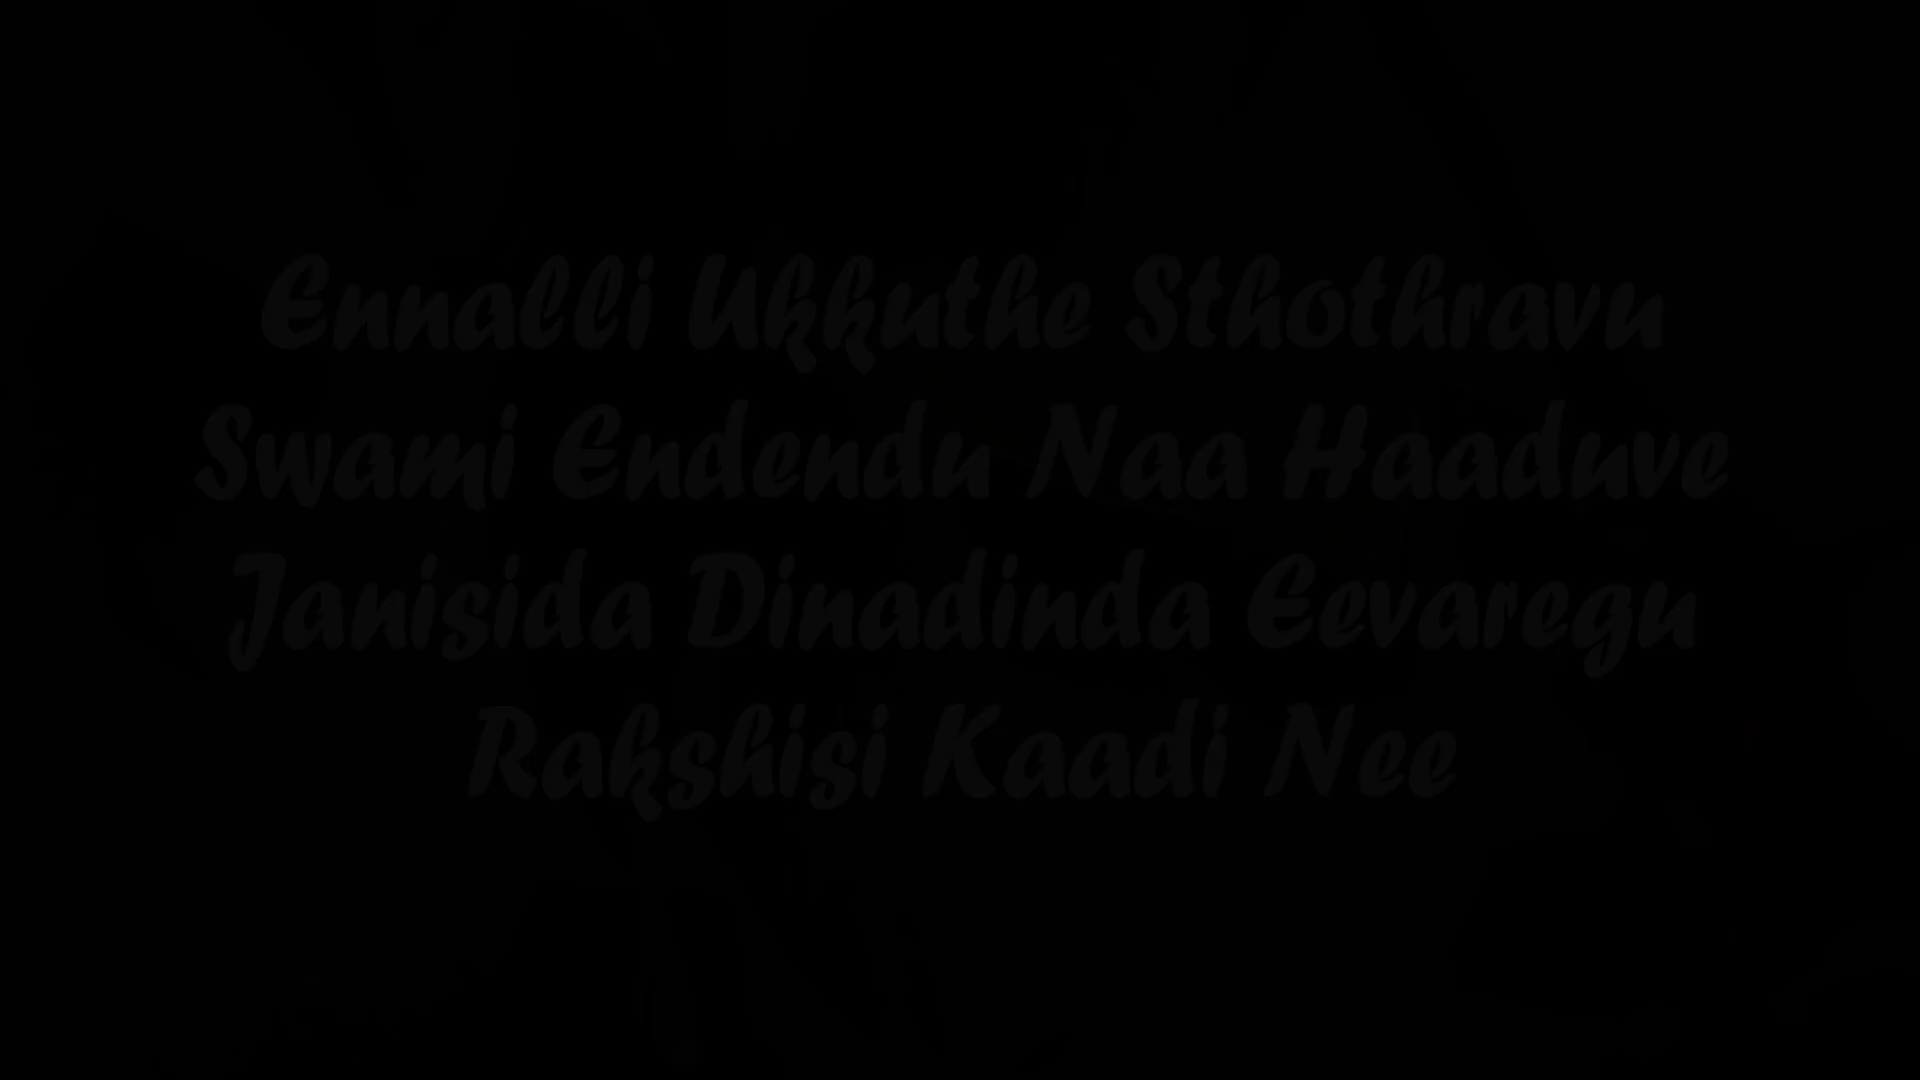 Ennalli Ukkuthe Sthothravu
Swami Endendu Naa Haaduve
Janisida Dinadinda Eevaregu
Rakshisi Kaadi Nee